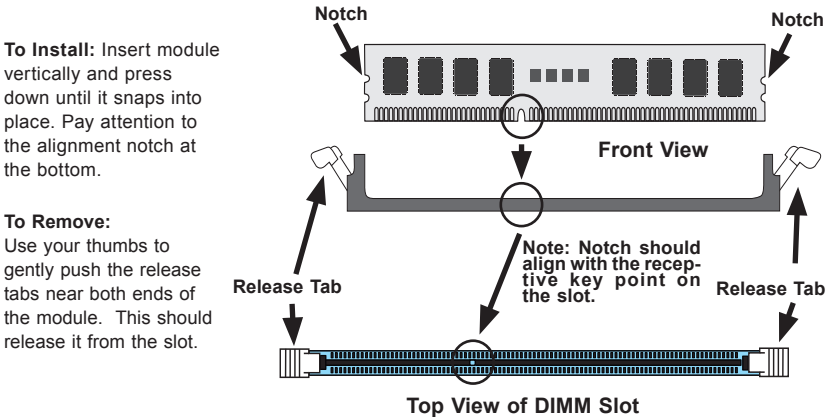 Notch
Notch
To Install: Insert module
vertically and press
down until it snaps into
place. Pay attention to
the alignment notch at
the bottom.
Front View
To Remove:
Use your thumbs to
gently push the release
tabs near both ends of
the module. This should
release it from the slot.
Note: Notch should
align with the recep-
tive key point on
the slot.
Release Tab
Release Tab
Top View of DIMM Slot